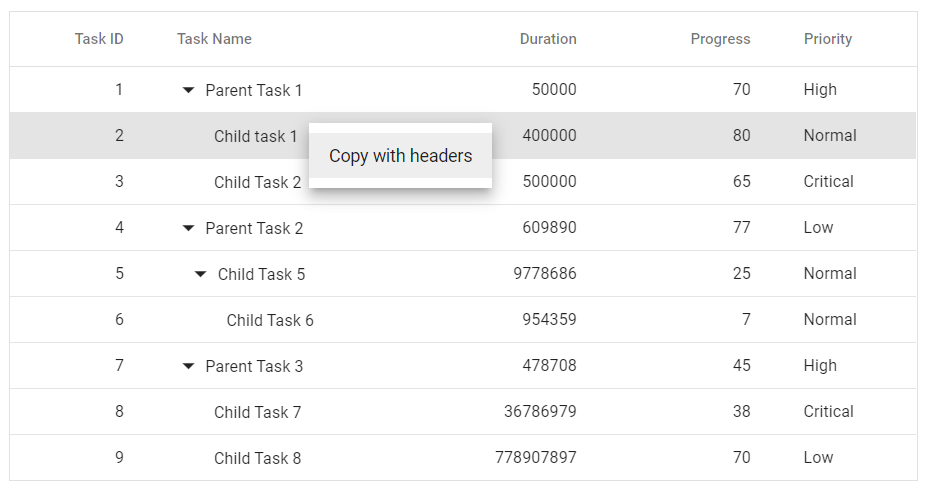 Task ID Task Name Duration Progress Priority
1 Parent Task 1 50000 70 High
2 Child task 1 400000 80 Normal
Copy with headers
3 Child Task 2 500000 65 Critical
4 Parent Task 2 609890 77 Low
5 Child Task 5 9778686 25 Normal
6 Child Task 6 954359 7 Normal
7 Parent Task 3 478708 45 High
8 Child Task 7 36786979 38 Critical
9 Child Task 8 778907897 70 Low